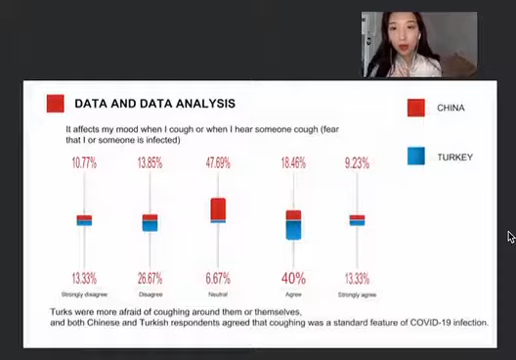 DATA AND DATA ANALYSIS
CHINA
It affects my mood when I cough or when I hear someone cough (fear
that I or someone is infected)
TURKEY
10.77% 13.85% 47.69% 18.46% 9.23%
13.33% 26.67% 6.67% 40% 13.33%
Strongly disagree Disagree Neutral Agree Strongly agree
Turks were more afraid of coughing around them or themselves,
and both Chinese and Turkish respondents agreed that coughing was a standard feature of COVID-19 infection.